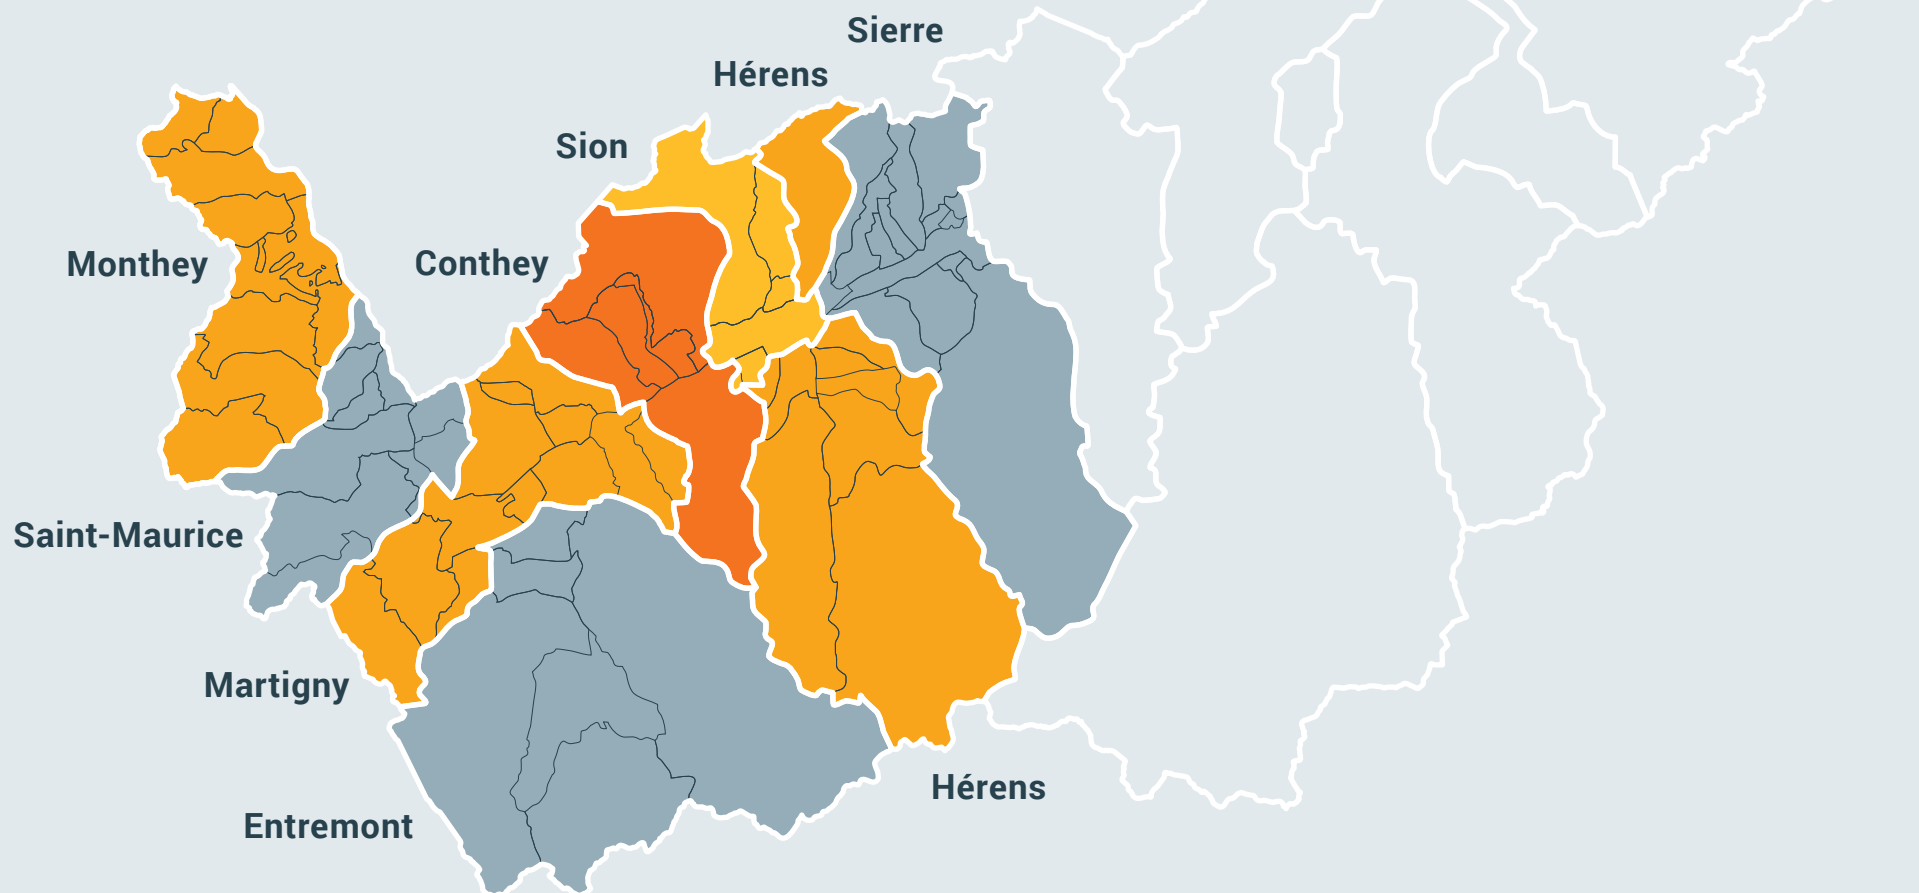 Sierre
Hérens
Sion
Monthey
Conthey
Saint-Maurice
Martigny
Hérens
Entremont